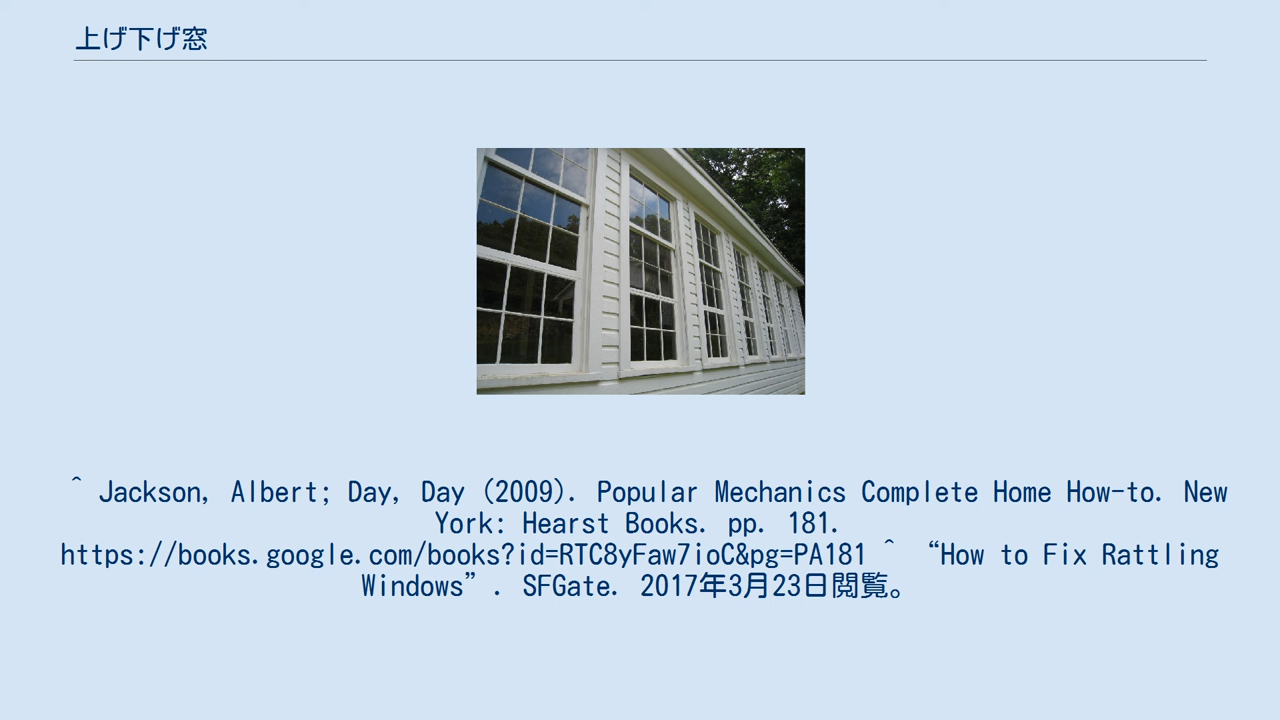 上げ下げ窓
^ Jackson, Albert; Day, Day (2009). Popular Mechanics Complete Home How-to. New
York: Hearst Books. pp. 181.
https://books.google.com/books?id=RTC8yFaw7ioC&pg=PA181 ^ “How to Fix Rattling
Windows”. SFGate. 2017年3月23日閲覧。